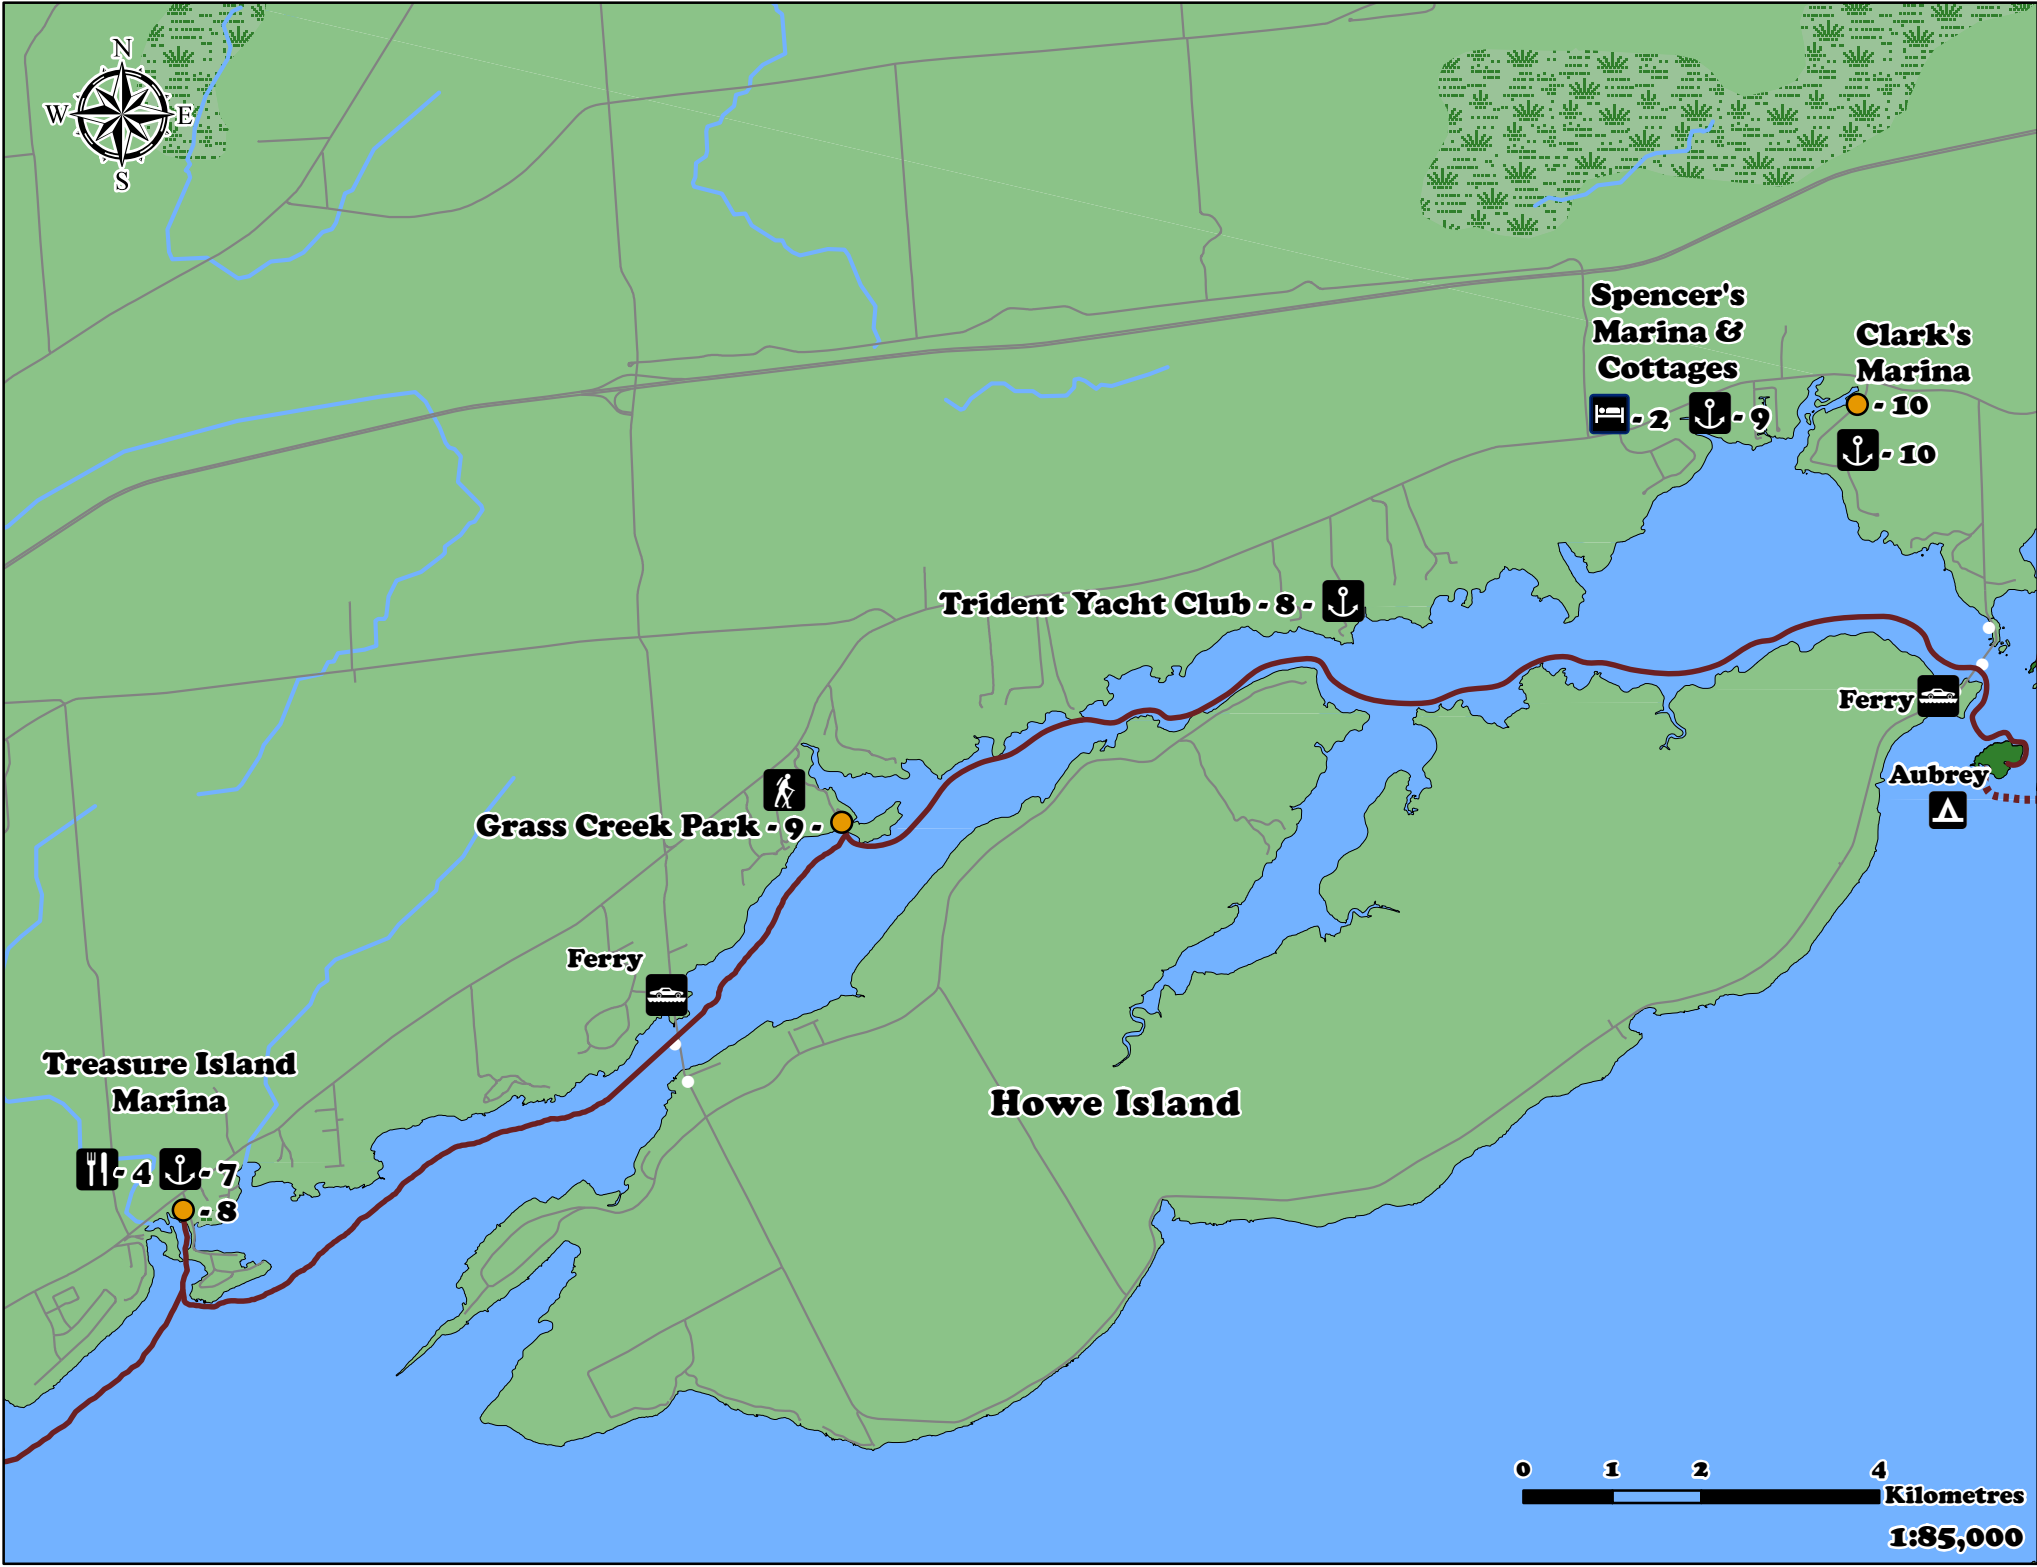 N
W E
S
Spencer's
Marina &
Cottages
Clark's
Marina
- 2 - 9
- 10
- 10
Trident Yacht Club - 8 -
Ferry
Aubrey
Grass Creek Park - 9 -
Ferry
Treasure Island
Marina
- 4 - 7
- 8
Howe Island
0 1 2 4
Kilometres
1:85,000